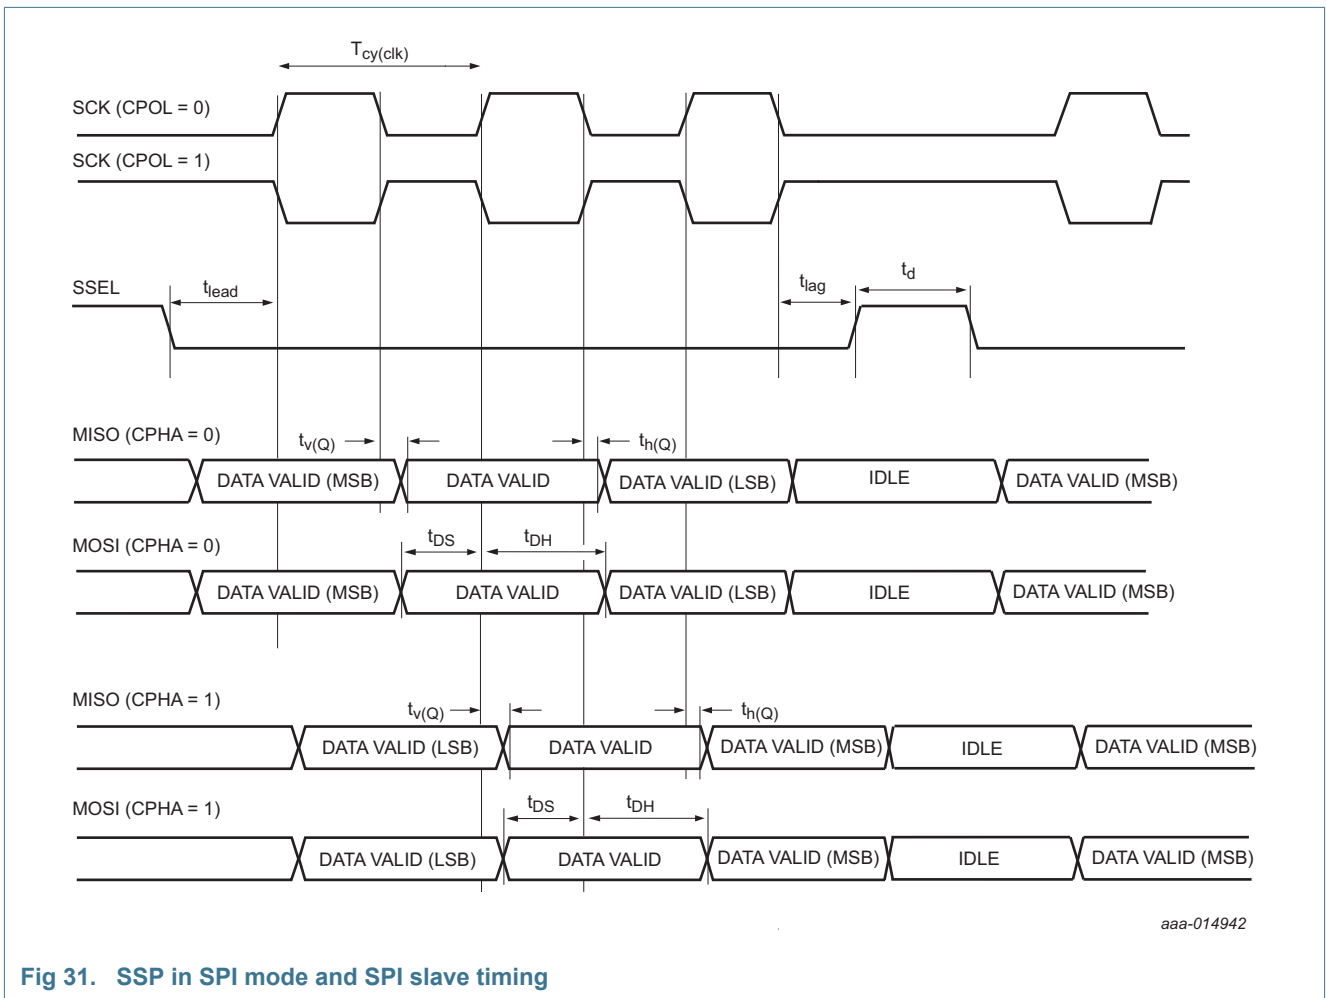 Tcy(clk)
SCK (CPOL = 0)
SCK (CPOL = 1)
SSEL
tlead
tlag
td
MISO (CPHA = 0)
tv(Q)
th(Q)
DATA VALID (MSB)
DATA VALID
DATA VALID (LSB)
IDLE
DATA VALID (MSB)
MOSI (CPHA = 0)
tDS
tDH
DATA VALID (MSB)
DATA VALID
DATA VALID (LSB)
IDLE
DATA VALID (MSB)
MISO (CPHA = 1)
tv(Q)
th(Q)
DATA VALID (LSB)
DATA VALID
DATA VALID (MSB)
IDLE
DATA VALID (MSB)
MOSI (CPHA = 1)
tDS
tDH
DATA VALID (LSB)
DATA VALID
DATA VALID (MSB)
IDLE
DATA VALID (MSB)
aaa-014942
Fig 31. SSP in SPI mode and SPI slave timing